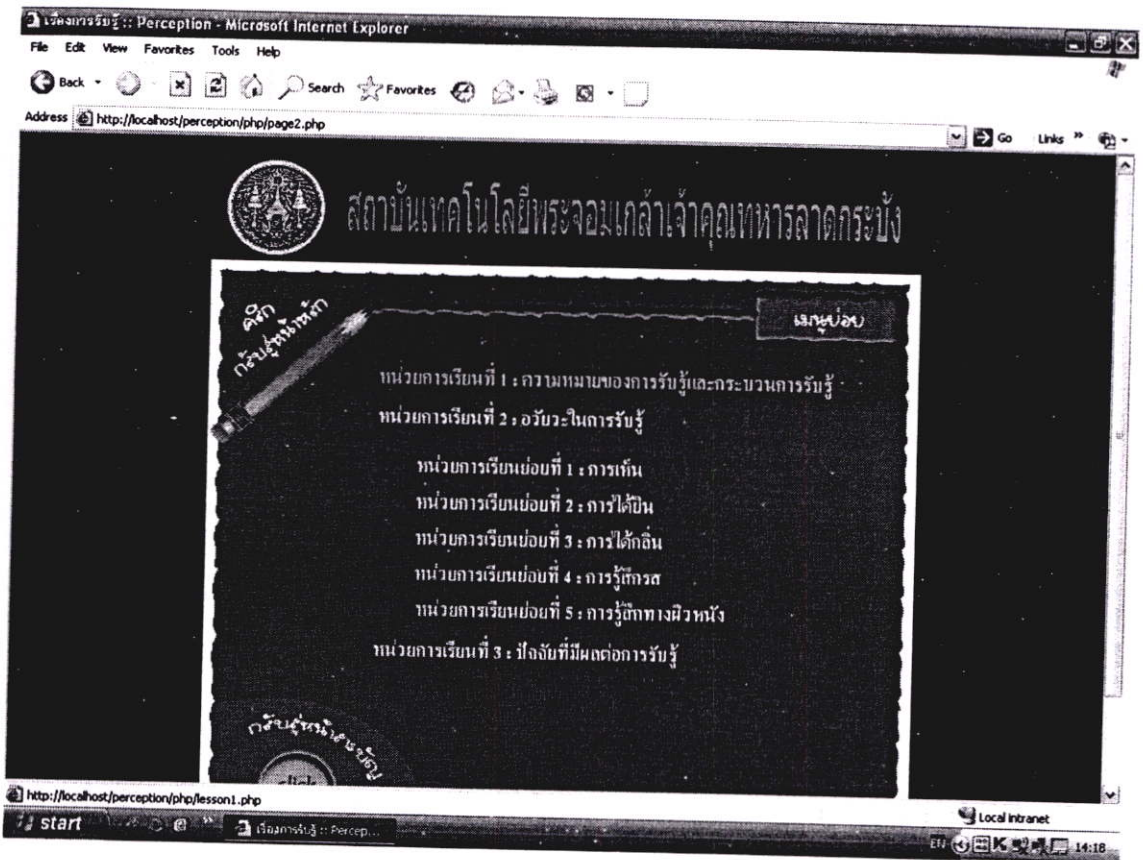 เรื่องการรับรู้ :: Perception - Microsoft Internet Explorer
File Edit View Favorites Tools Help
Back Search Favorites
Address http://localhost/perception/php/page2.php Go Links »
สถาบันเทคโนโลยีพระจอมเกล้าเจ้าคุณทหารลาดกระบัง
คลิก
กลับสู่หน้าหลัก
เมนูย่อย
หน่วยการเรียนที่ 1 : ความหมายของการรับรู้และกระบวนการรับรู้
หน่วยการเรียนที่ 2 : อวัยวะในการรับรู้
หน่วยการเรียนย่อยที่ 1 : การเห็น
หน่วยการเรียนย่อยที่ 2 : การได้ยิน
หน่วยการเรียนย่อยที่ 3 : การได้กลิ่น
หน่วยการเรียนย่อยที่ 4 : การรู้สึกรส
หน่วยการเรียนย่อยที่ 5 : การรู้สึกทางผิวหนัง
หน่วยการเรียนที่ 3 : ปัจจัยที่มีผลต่อการรับรู้
กลับสู่หน้าสารบัญ
click
http://localhost/perception/php/lesson1.php Local intranet
start เรื่องการรับรู้ :: Percep... EN 14:18